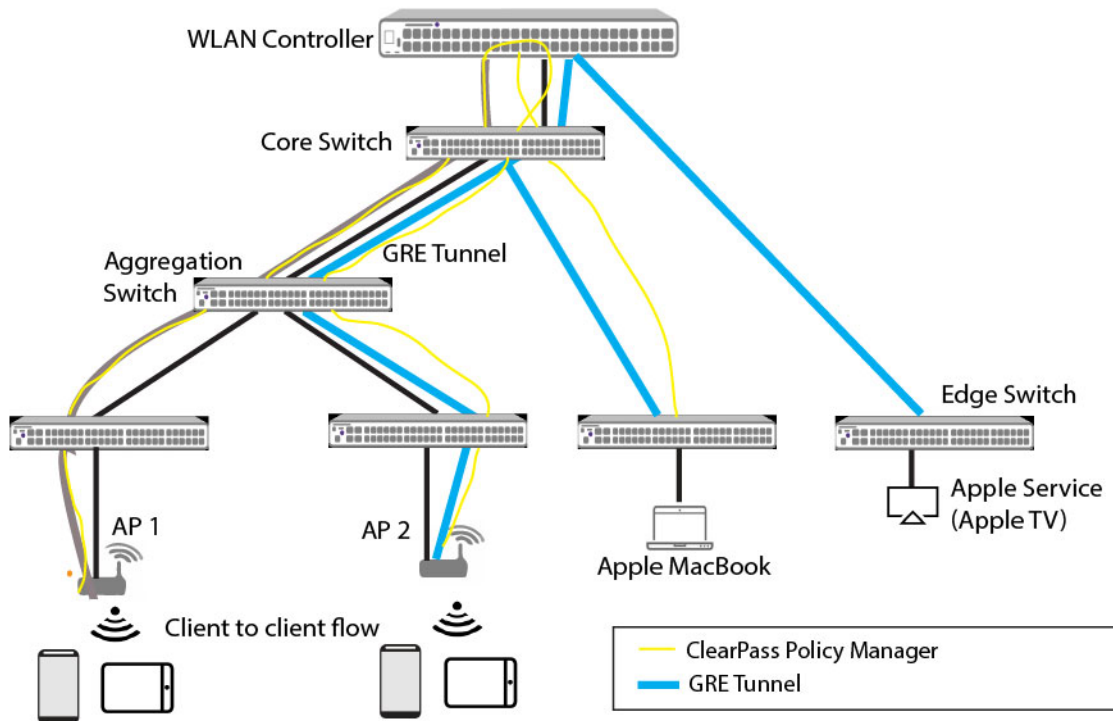 WLAN Controller
Core Switch
GRE Tunnel
Aggregation
Switch
Edge Switch
AP 1
AP 2
Apple MacBook
Apple Service
(Apple TV)
Client to client flow
ClearPass Policy Manager
GRE Tunnel